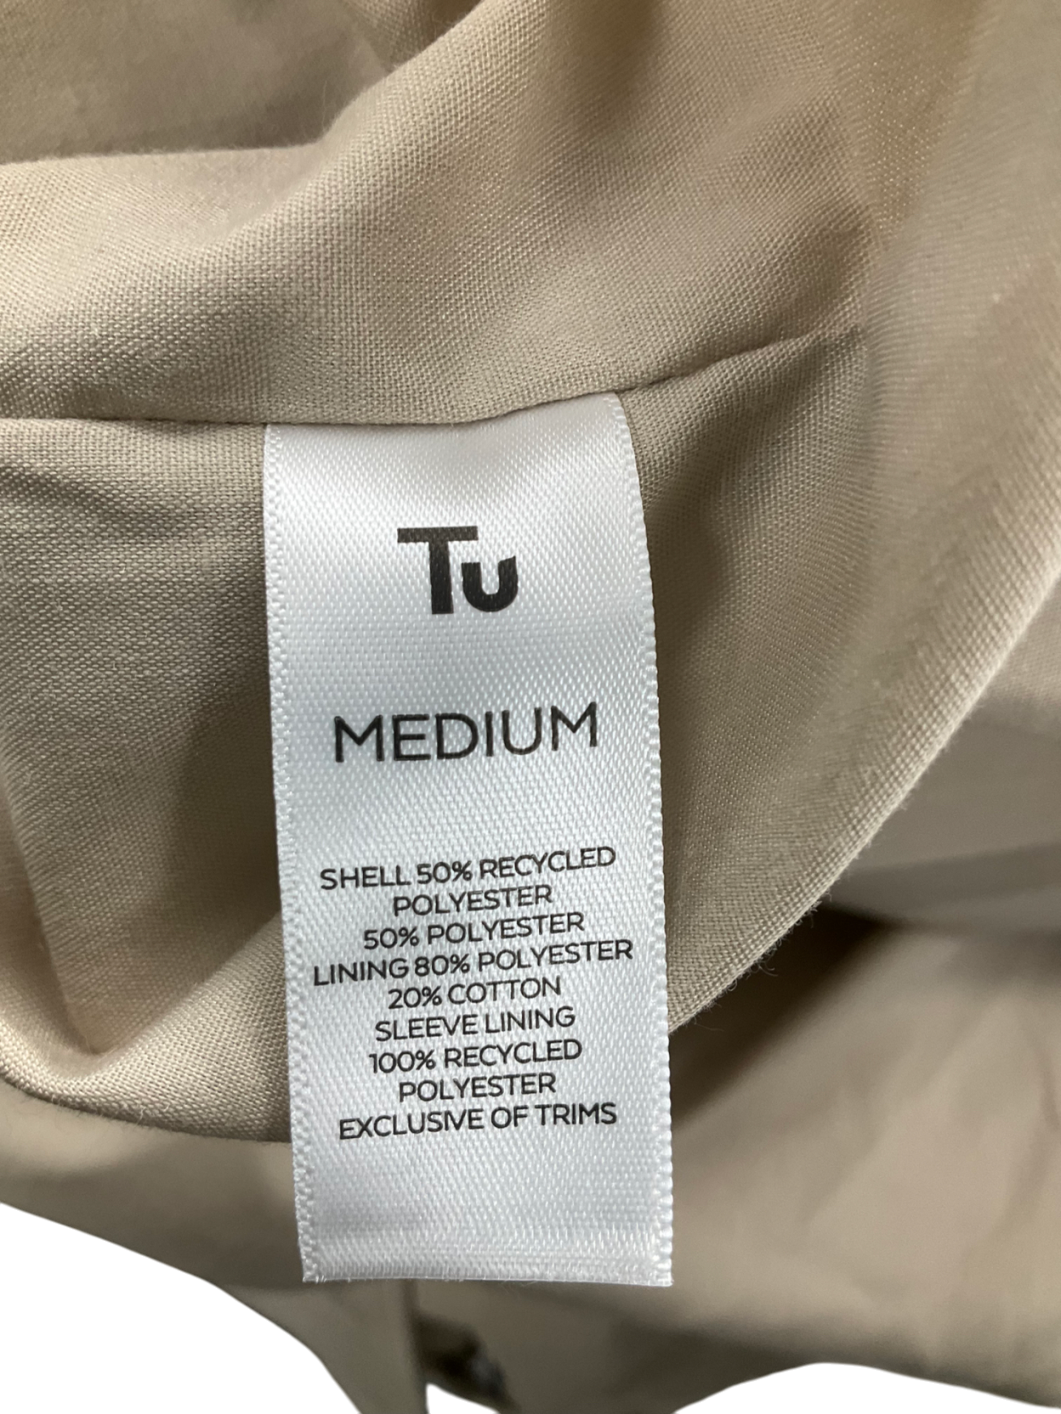 Tu
MEDIUM
SHELL 50% RECYCLED
POLYESTER
50% POLYESTER
LINING 80% POLYESTER
20% COTTON
SLEEVE LINING
100% RECYCLED
POLYESTER
EXCLUSIVE OF TRIMS